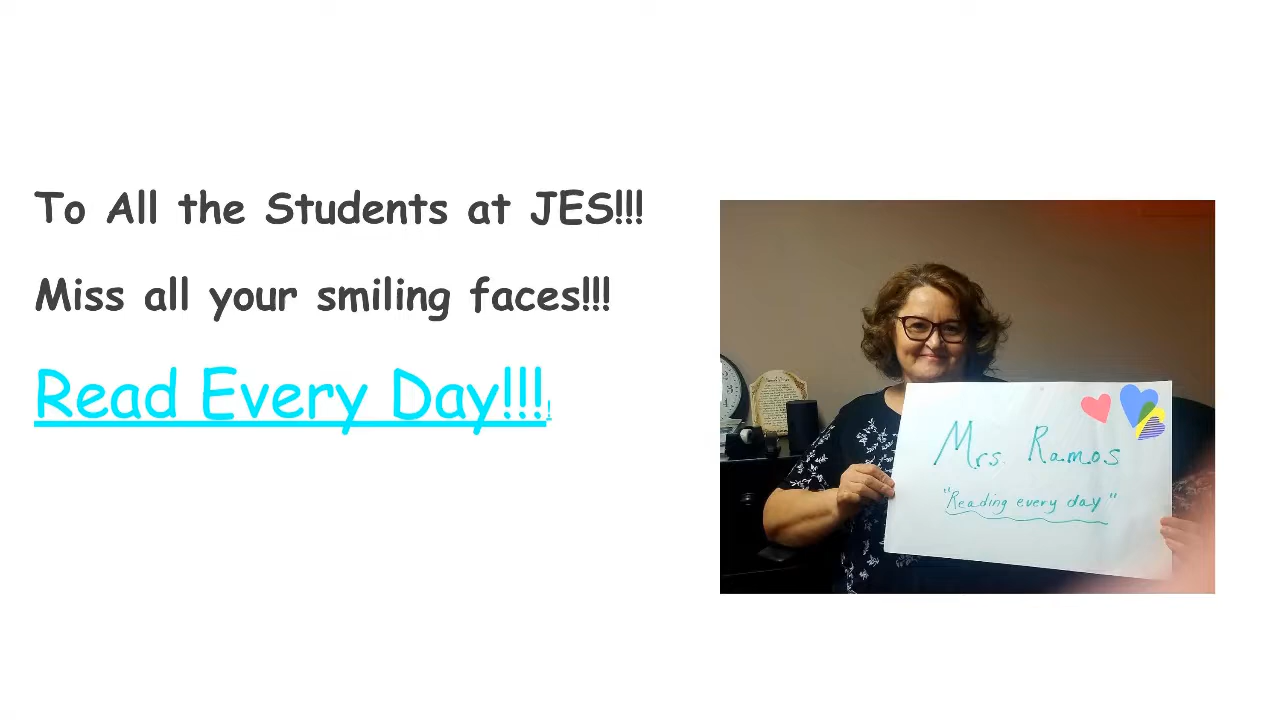 To All the Students at JES!!!
Miss all your smiling faces!!!
Read Every Day!!!!
Mrs. Ramos
"Reading every day"